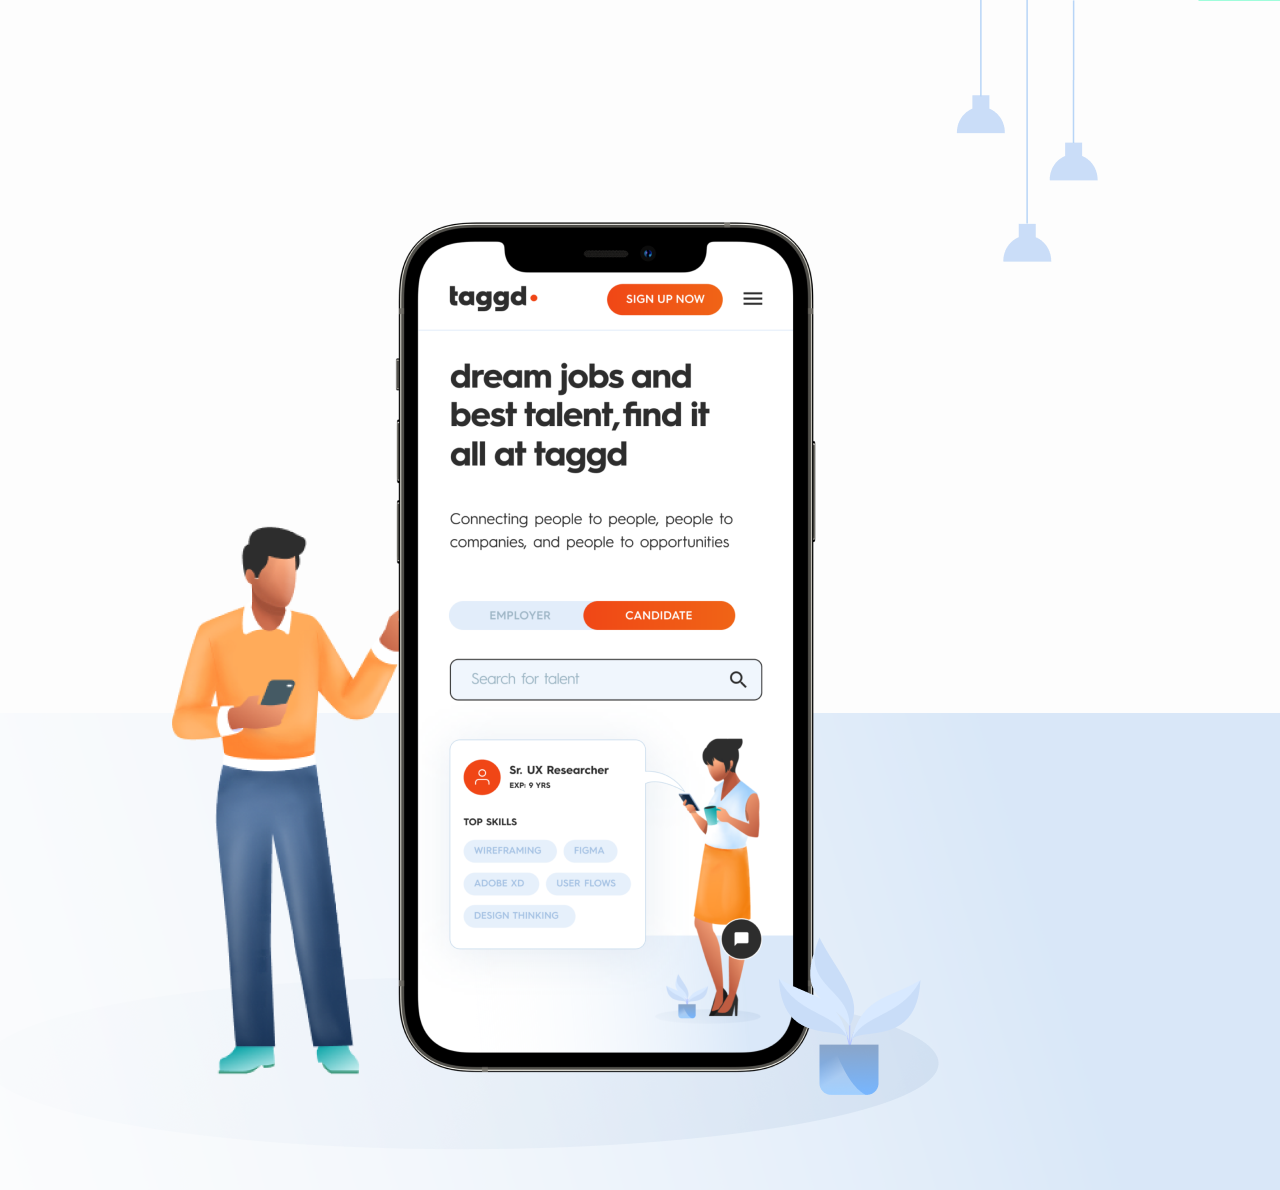 taggd
SIGN UP NOW
dream jobs and
best talent, find it
all at taggd
Connecting people to people, people to
companies, and people to opportunities
EMPLOYER
CANDIDATE
Search for talent
Sr. UX Researcher
EXP: 9 YRS
TOP SKILLS
WIREFRAMING
FIGMA
ADOBE XD
USER FLOWS
DESIGN THINKING